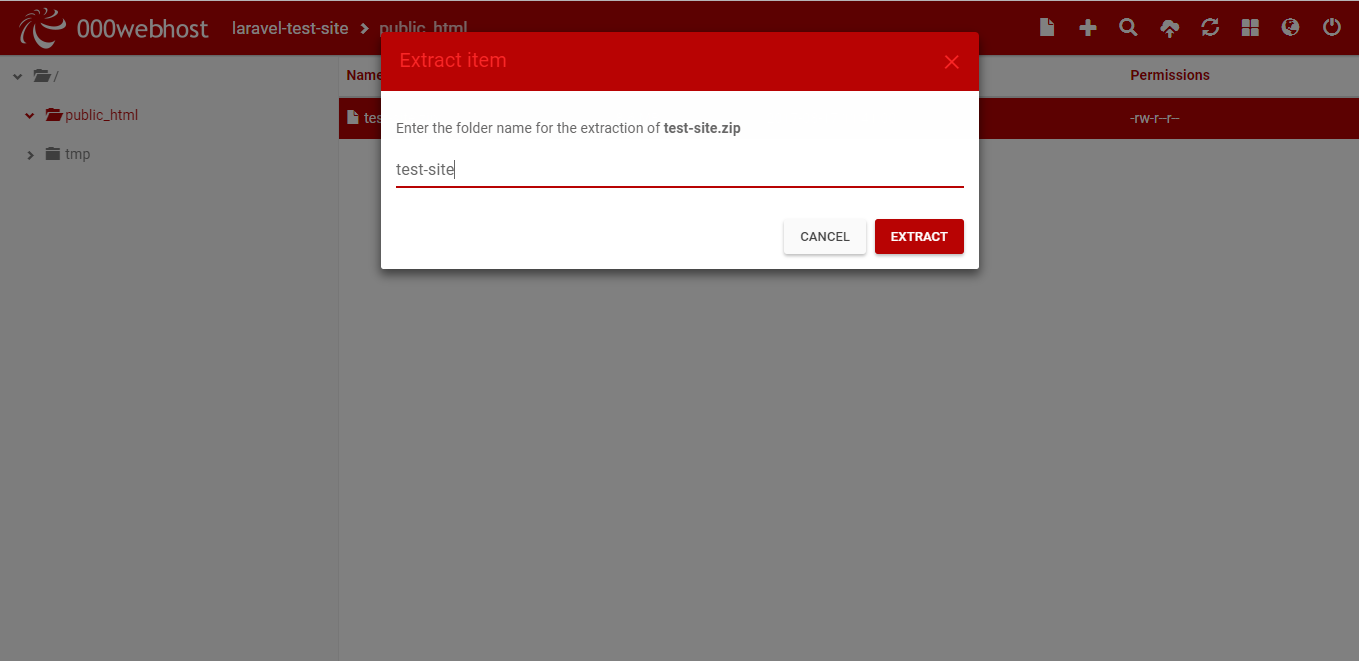 000webhost laravel-test-site > public_html
Extract item
/
public_html
tmp
Name
Permissions
tes
-rw-r--r--
Enter the folder name for the extraction of test-site.zip
test-site
CANCEL EXTRACT